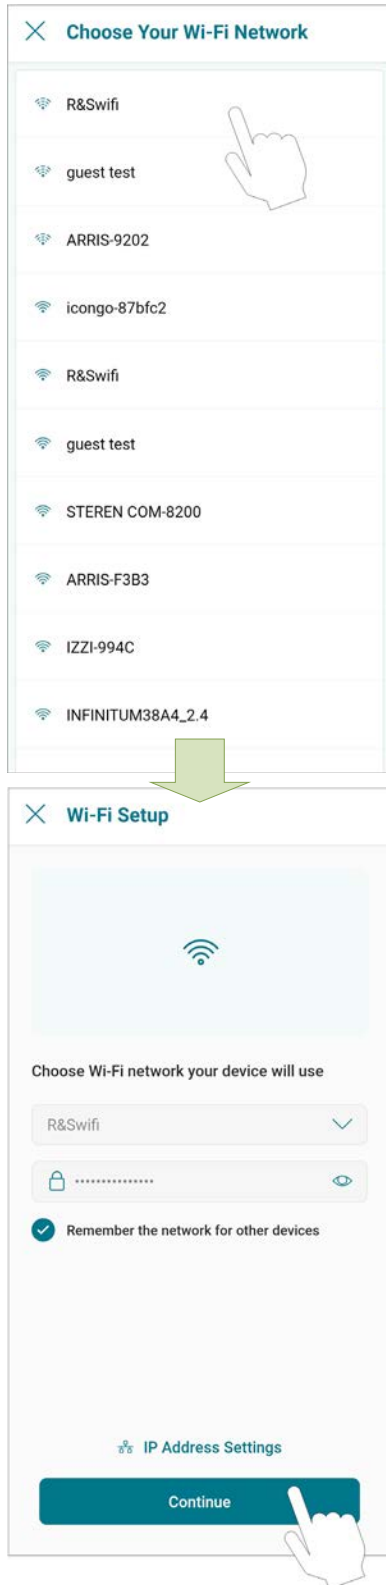 Choose Your Wi-Fi Network
R&Swifi
guest test
ARRIS-9202
icongo-87bfc2
R&Swifi
guest test
STEREN COM-8200
ARRIS-F3B3
IZZI-994C
INFINITUM38A4_2.4
Wi-Fi Setup
Choose Wi-Fi network your device will use
R&Swifi
···············
Remember the network for other devices
IP Address Settings
Continue